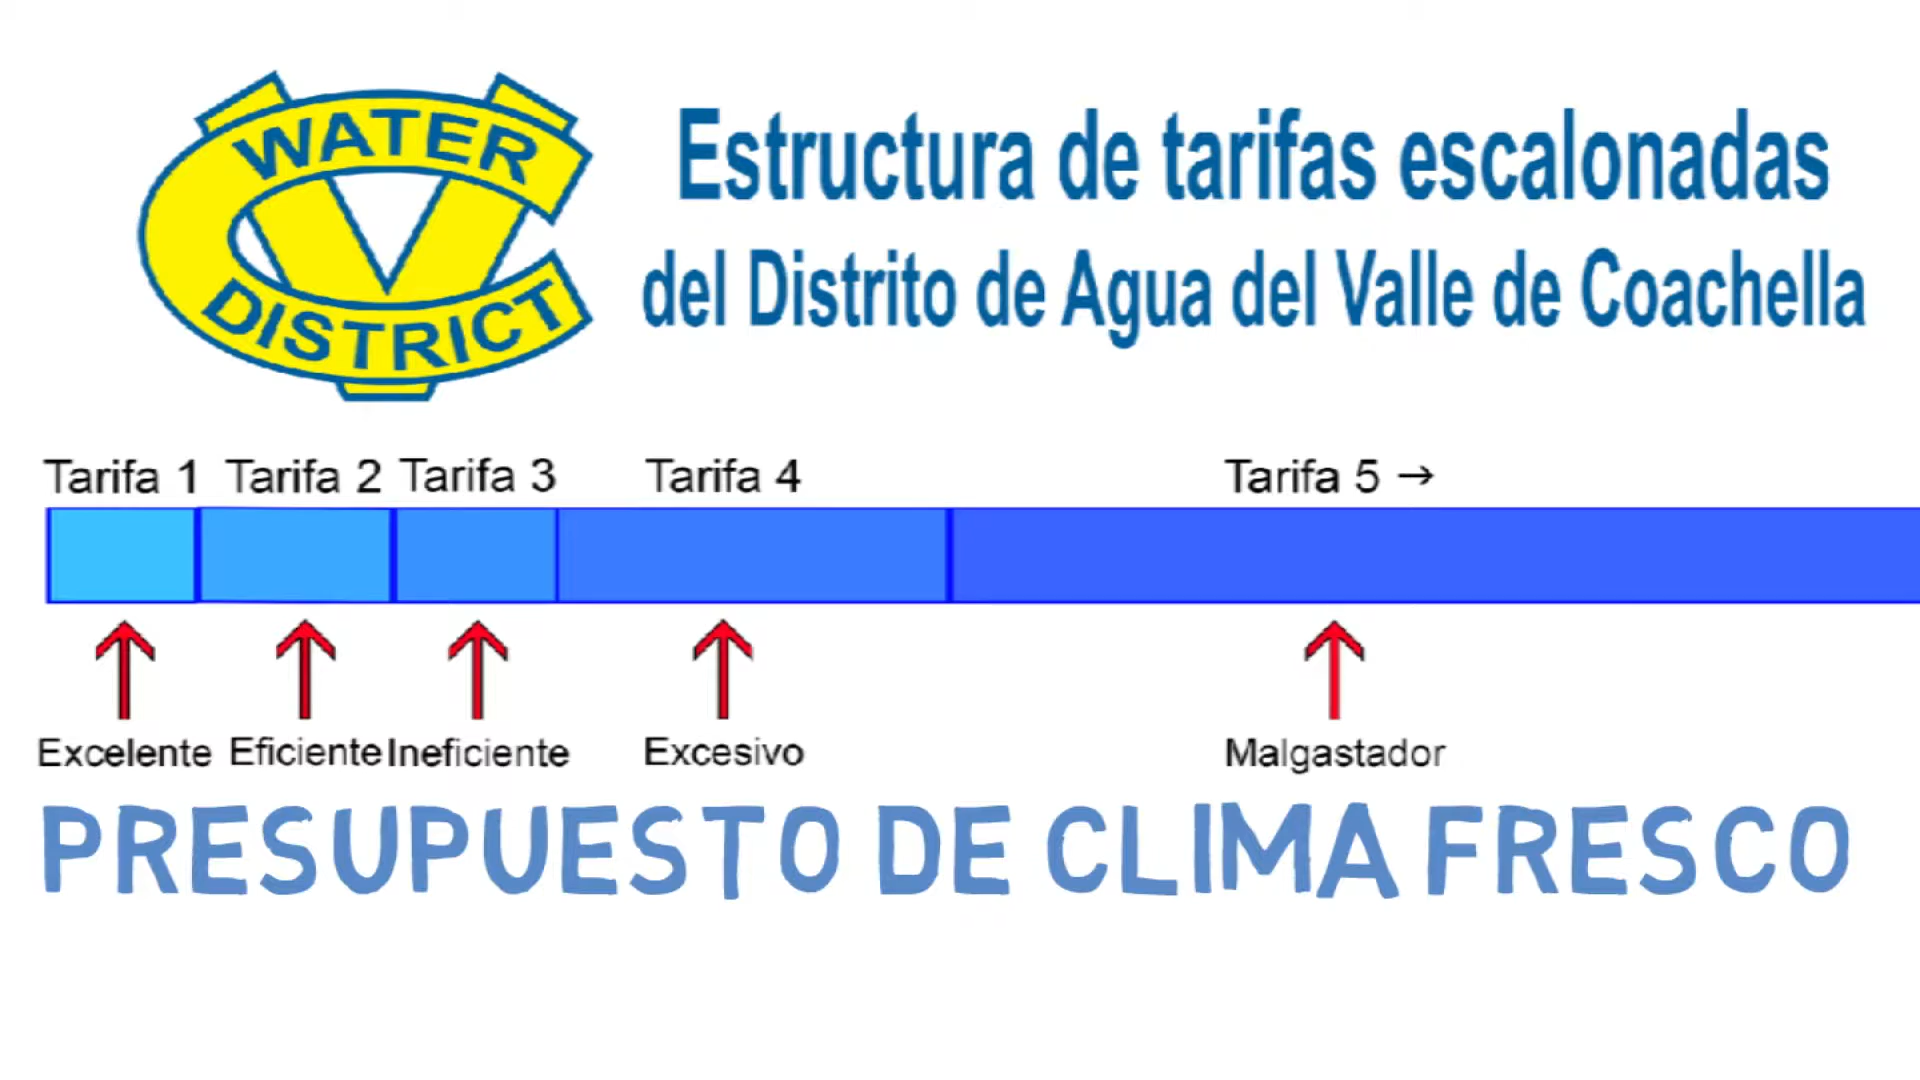 WATER
DISTRICT
CV
Estructura de tarifas escalonadas
del Distrito de Agua del Valle de Coachella
Tarifa 1 Tarifa 2 Tarifa 3 Tarifa 4 Tarifa 5 →
Excelente Eficiente Ineficiente Excesivo Malgastador
PRESUPUESTO DE CLIMA FRESCO